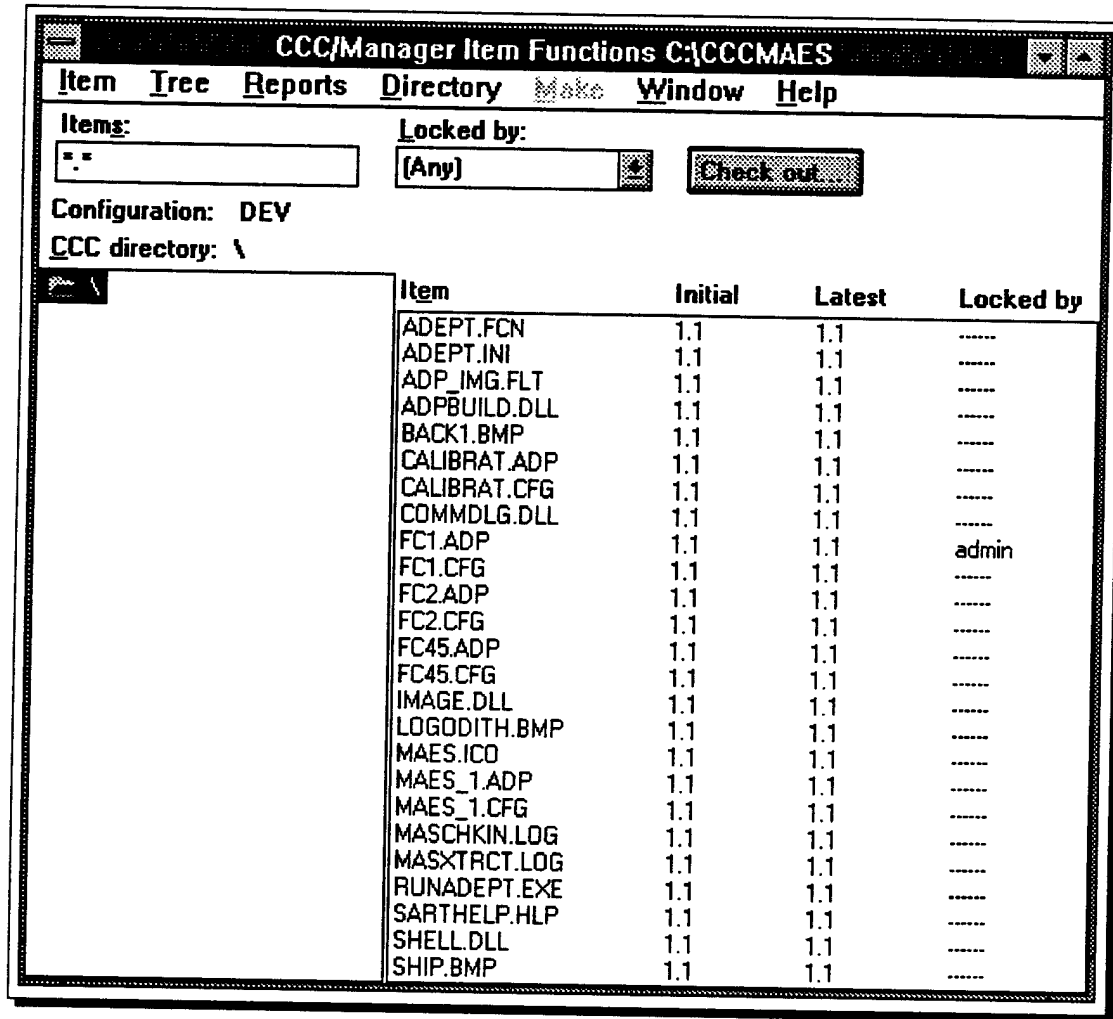 CCC/Manager Item Functions C:\CCCMAES
Item Tree Reports Directory Make Window Help
Items: Locked by:
*.* (Any) Check out...
Configuration: DEV
CCC directory: \
\
Item Initial Latest Locked by
ADEPT.FCN 1.1 1.1 ------
ADEPT.INI 1.1 1.1 ------
ADP_IMG.FLT 1.1 1.1 ------
ADPBUILD.DLL 1.1 1.1 ------
BACK1.BMP 1.1 1.1 ------
CALIBRAT.ADP 1.1 1.1 ------
CALIBRAT.CFG 1.1 1.1 ------
COMMDLG.DLL 1.1 1.1 ------
FC1.ADP 1.1 1.1 admin
FC1.CFG 1.1 1.1 ------
FC2.ADP 1.1 1.1 ------
FC2.CFG 1.1 1.1 ------
FC45.ADP 1.1 1.1 ------
FC45.CFG 1.1 1.1 ------
IMAGE.DLL 1.1 1.1 ------
LOGODITH.BMP 1.1 1.1 ------
MAES.ICO 1.1 1.1 ------
MAES_1.ADP 1.1 1.1 ------
MAES_1.CFG 1.1 1.1 ------
MASCHKIN.LOG 1.1 1.1 ------
MASXTRCT.LOG 1.1 1.1 ------
RUNADEPT.EXE 1.1 1.1 ------
SARTHELP.HLP 1.1 1.1 ------
SHELL.DLL 1.1 1.1 ------
SHIP.BMP 1.1 1.1 ------